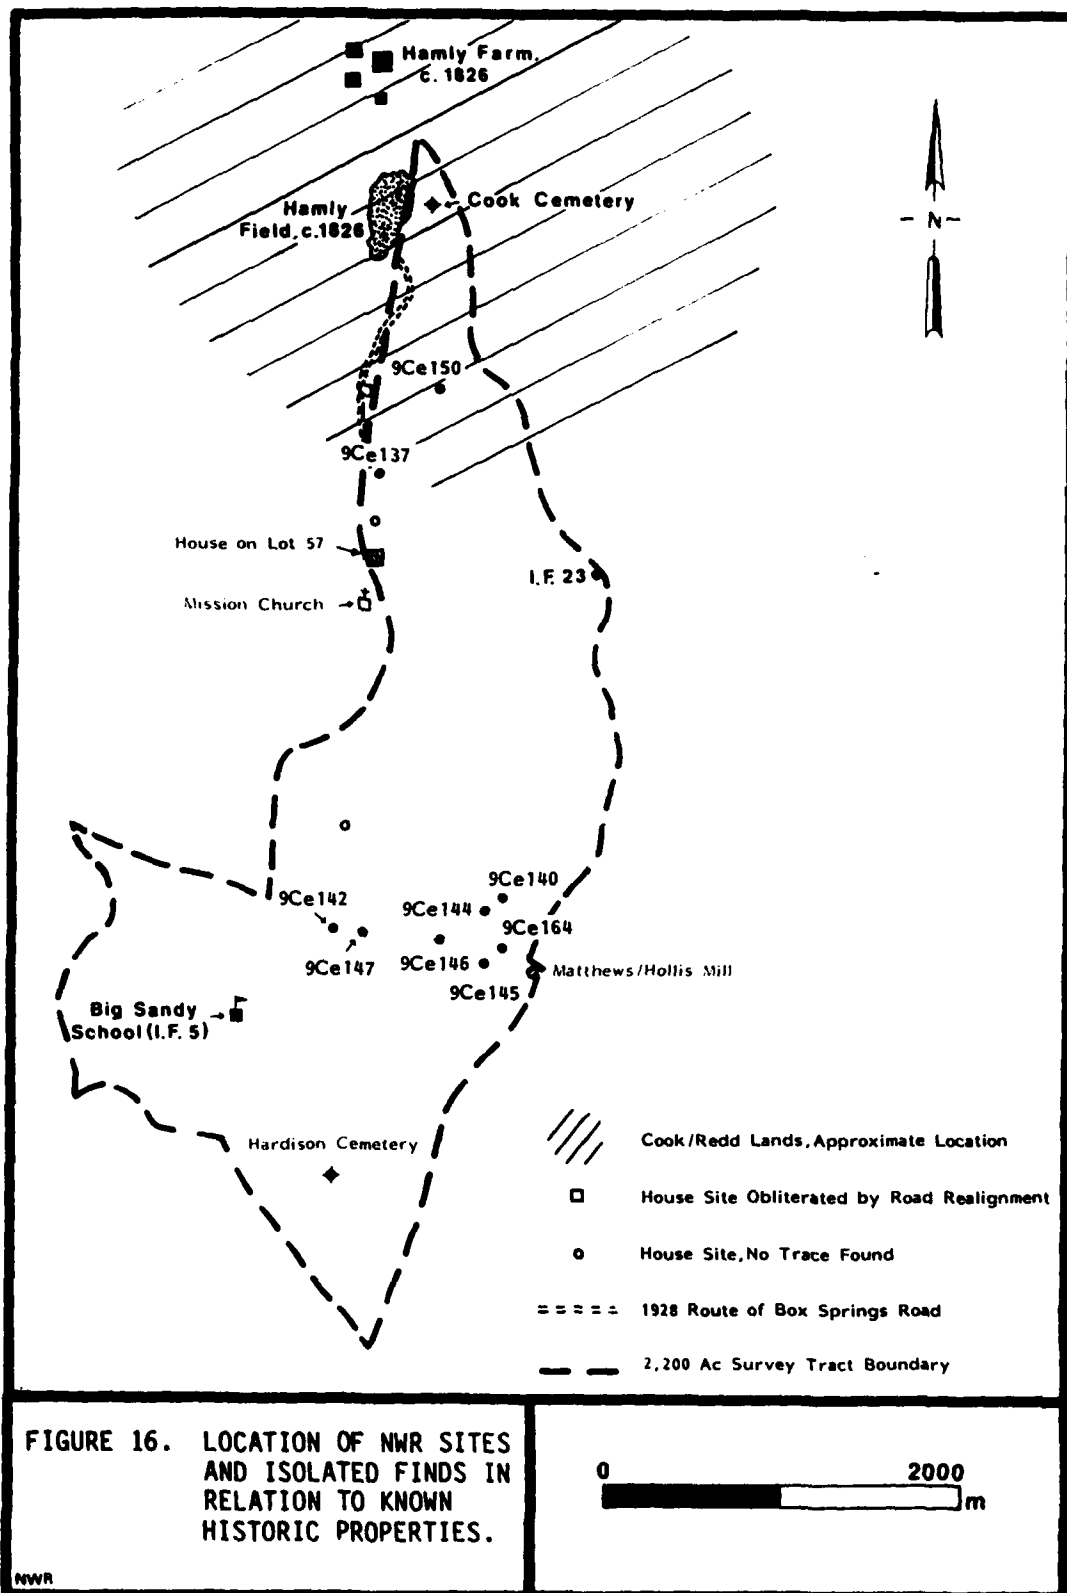 Hamly Farm,
c. 1826
Hamly
Field, c.1826
Cook Cemetery
- N -
9Ce150
9Ce137
House on Lot 57
I.F. 23
Mission Church
9Ce140
9Ce142
9Ce144
9Ce164
9Ce147
9Ce146
Matthews/Hollis Mill
9Ce145
Big Sandy
School (I.F. 5)
Hardison Cemetery
Cook/Redd Lands, Approximate Location
House Site Obliterated by Road Realignment
House Site, No Trace Found
1928 Route of Box Springs Road
2,200 Ac Survey Tract Boundary
FIGURE 16. LOCATION OF NWR SITES
AND ISOLATED FINDS IN
RELATION TO KNOWN
HISTORIC PROPERTIES.
0 2000
m
NWR